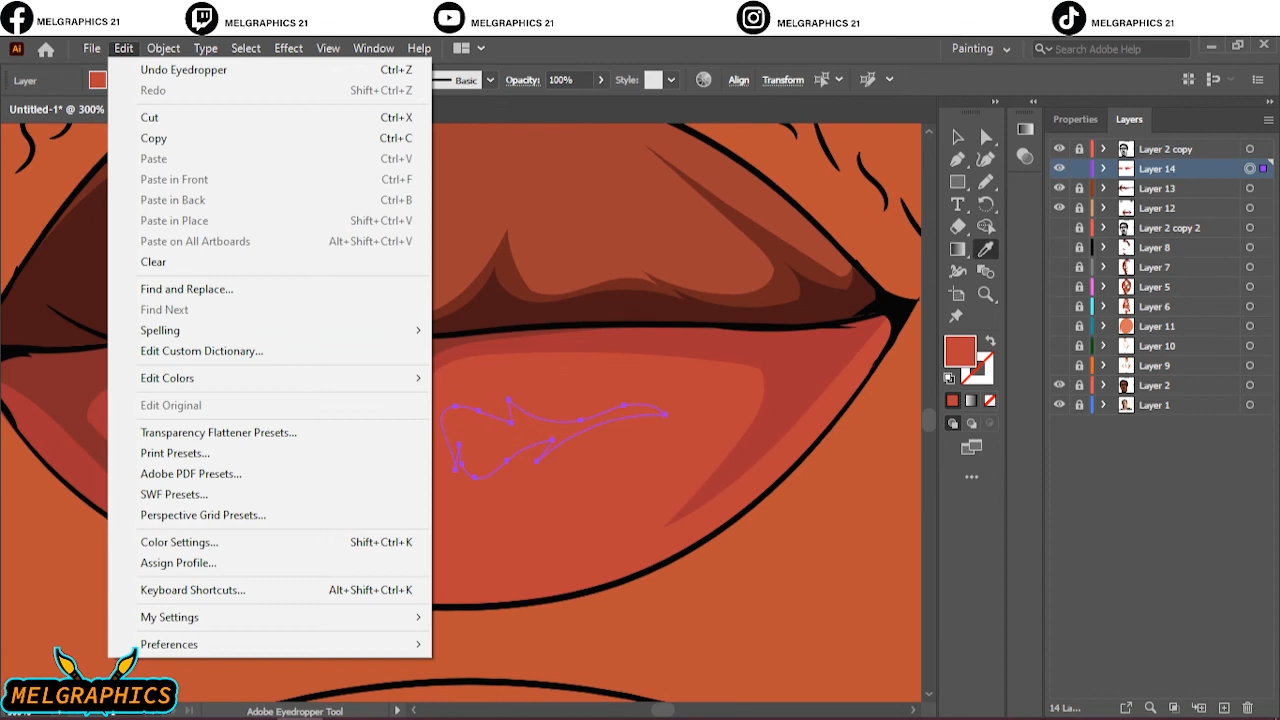 MELGRAPHICS 21 MELGRAPHICS 21 MELGRAPHICS 21 MELGRAPHICS 21 MELGRAPHICS 21
Ai File Edit Object Type Select Effect View Window Help Painting Search Adobe Help
Layer Basic Opacity: 100% Style: Align Transform
Untitled-1* @ 300%
Undo Eyedropper Ctrl+Z
Redo Shift+Ctrl+Z
Cut Ctrl+X
Copy Ctrl+C
Paste Ctrl+V
Paste in Front Ctrl+F
Paste in Back Ctrl+B
Paste in Place Shift+Ctrl+V
Paste on All Artboards Alt+Shift+Ctrl+V
Clear
Find and Replace...
Find Next
Spelling
Edit Custom Dictionary...
Edit Colors
Edit Original
Transparency Flattener Presets...
Print Presets...
Adobe PDF Presets...
SWF Presets...
Perspective Grid Presets...
Color Settings... Shift+Ctrl+K
Assign Profile...
Keyboard Shortcuts... Alt+Shift+Ctrl+K
My Settings
Preferences
Properties Layers
Layer 2 copy
Layer 14
Layer 13
Layer 12
Layer 2 copy 2
Layer 8
Layer 7
Layer 5
Layer 6
Layer 11
Layer 10
Layer 9
Layer 2
Layer 1
MELGRAPHICS
Adobe Eyedropper Tool
14 La...